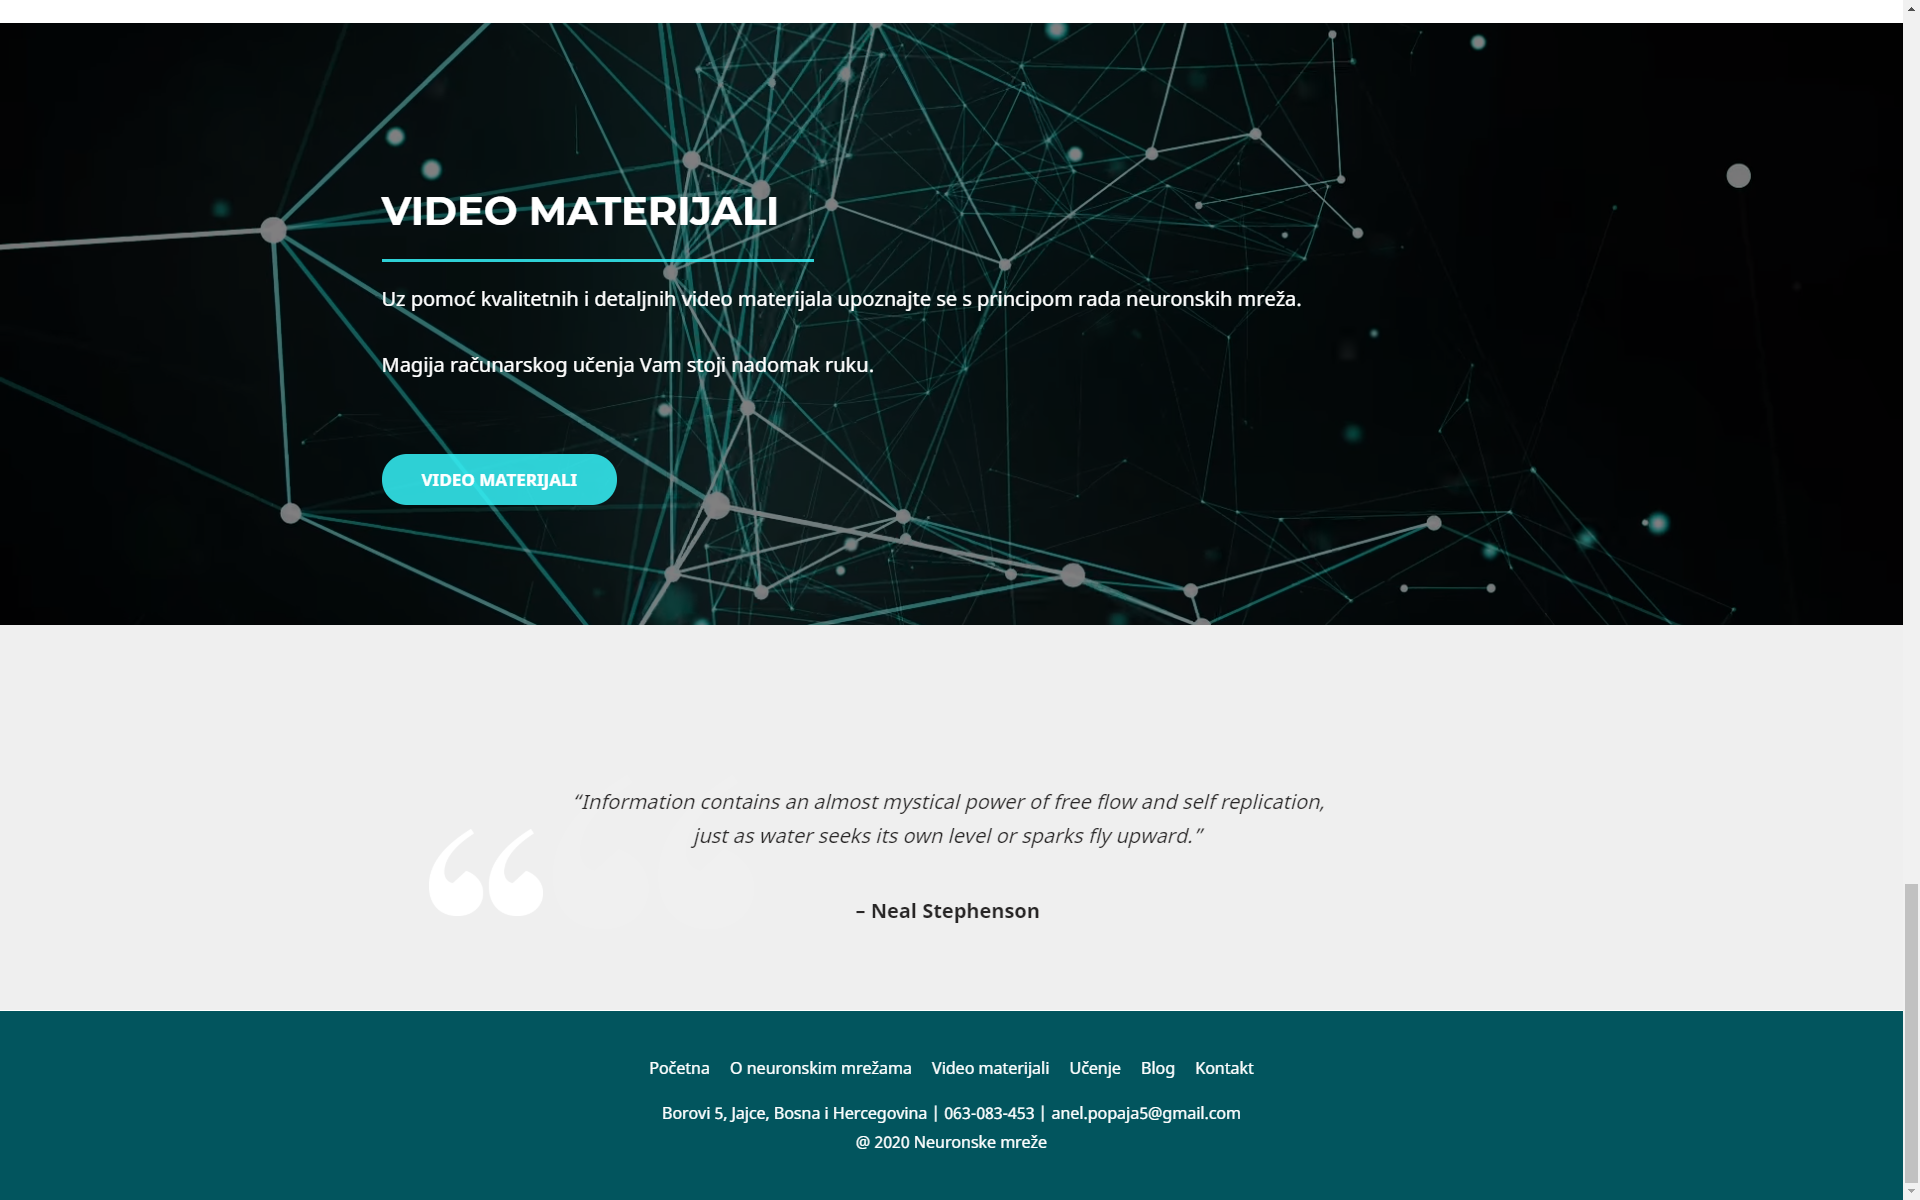 VIDEO MATERIJALI
Uz pomoć kvalitetnih i detaljnih video materijala upoznajte se s principom rada neuronskih mreža.
Magija računarskog učenja Vam stoji nadomak ruku.
VIDEO MATERIJALI
“Information contains an almost mystical power of free flow and self replication,
just as water seeks its own level or sparks fly upward.”
– Neal Stephenson
Početna O neuronskim mrežama Video materijali Učenje Blog Kontakt
Borovi 5, Jajce, Bosna i Hercegovina | 063-083-453 | anel.popaja5@gmail.com
@ 2020 Neuronske mreže